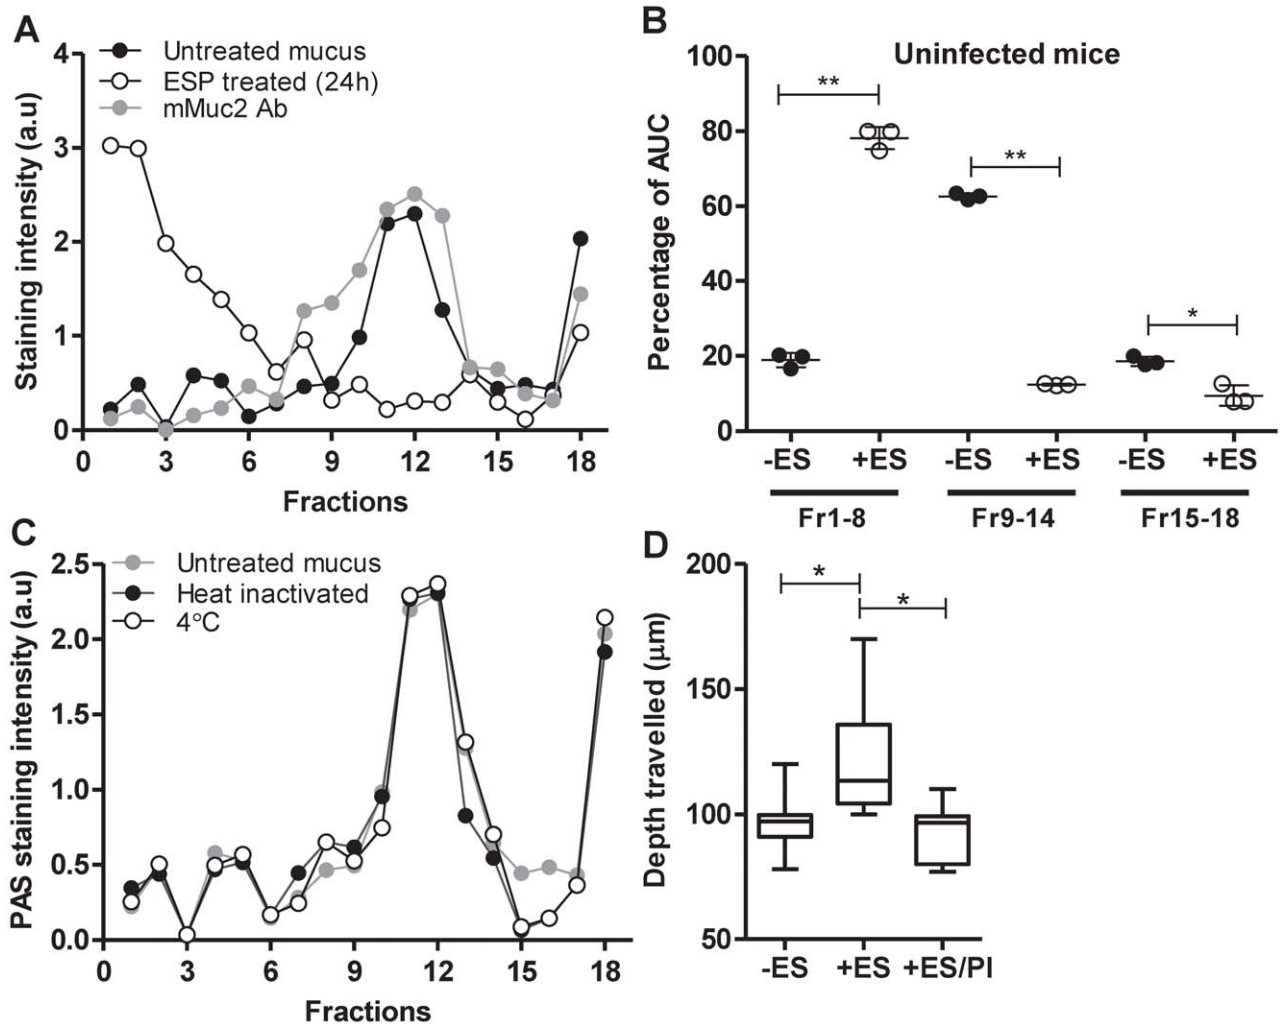 A
Untreated mucus
ESP treated (24h)
mMuc2 Ab
Staining intensity (a.u)
4
3
2
1
0
0 3 6 9 12 15 18
Fractions
B
Uninfected mice
Percentage of AUC
100
80
60
40
20
0
** ** *
-ES +ES -ES +ES -ES +ES
Fr1-8 Fr9-14 Fr15-18
C
Untreated mucus
Heat inactivated
4°C
PAS staining intensity (a.u)
2.5
2.0
1.5
1.0
0.5
0.0
0 3 6 9 12 15 18
Fractions
D
Depth travelled (μm)
200
150
100
50
* *
-ES +ES +ES/PI